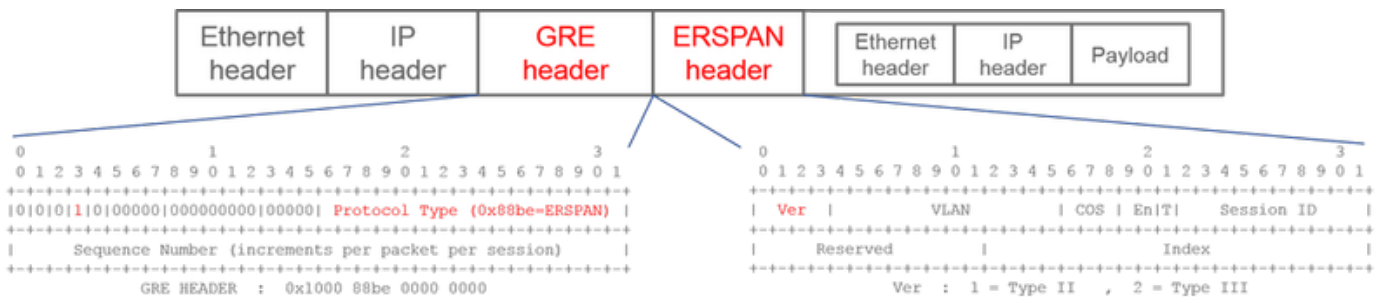 Ethernet header
IP header
GRE header
ERSPAN header
Ethernet header
IP header
Payload
0                   1                   2                   3
0 1 2 3 4 5 6 7 8 9 0 1 2 3 4 5 6 7 8 9 0 1 2 3 4 5 6 7 8 9 0 1
+-+-+-+-+-+-+-+-+-+-+-+-+-+-+-+-+-+-+-+-+-+-+-+-+-+-+-+-+-+-+-+-+
|0|0|0|1|0|00000|000000000|00000| Protocol Type (0x88be=ERSPAN) |
+-+-+-+-+-+-+-+-+-+-+-+-+-+-+-+-+-+-+-+-+-+-+-+-+-+-+-+-+-+-+-+-+
| Sequence Number (increments per packet per session) |
+-+-+-+-+-+-+-+-+-+-+-+-+-+-+-+-+-+-+-+-+-+-+-+-+-+-+-+-+-+-+-+-+
GRE HEADER : 0x1000 88be 0000 0000
0                   1                   2                   3
0 1 2 3 4 5 6 7 8 9 0 1 2 3 4 5 6 7 8 9 0 1 2 3 4 5 6 7 8 9 0 1
+-+-+-+-+-+-+-+-+-+-+-+-+-+-+-+-+-+-+-+-+-+-+-+-+-+-+-+-+-+-+-+-+
| Ver | VLAN | COS | En|T| Session ID |
+-+-+-+-+-+-+-+-+-+-+-+-+-+-+-+-+-+-+-+-+-+-+-+-+-+-+-+-+-+-+-+-+
| Reserved | Index |
+-+-+-+-+-+-+-+-+-+-+-+-+-+-+-+-+-+-+-+-+-+-+-+-+-+-+-+-+-+-+-+-+
Ver : 1 = Type II , 2 = Type III